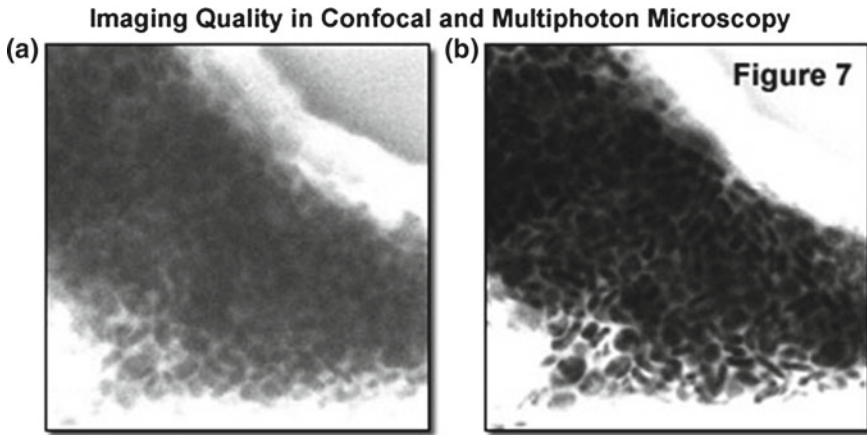 Imaging Quality in Confocal and Multiphoton Microscopy
(a)
(b)
Figure 7